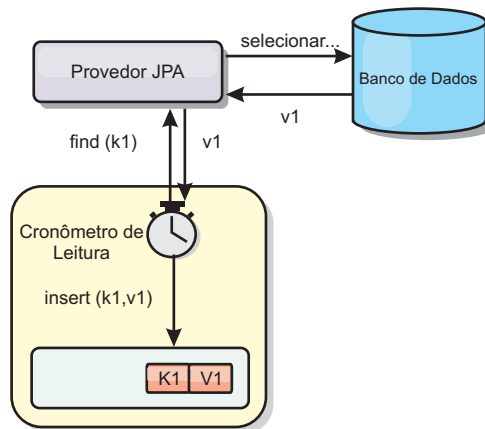 selecionar...
Provedor JPA
Banco de Dados
v1
find (k1)
v1
Cronômetro de
Leitura
insert (k1,v1)
K1
V1